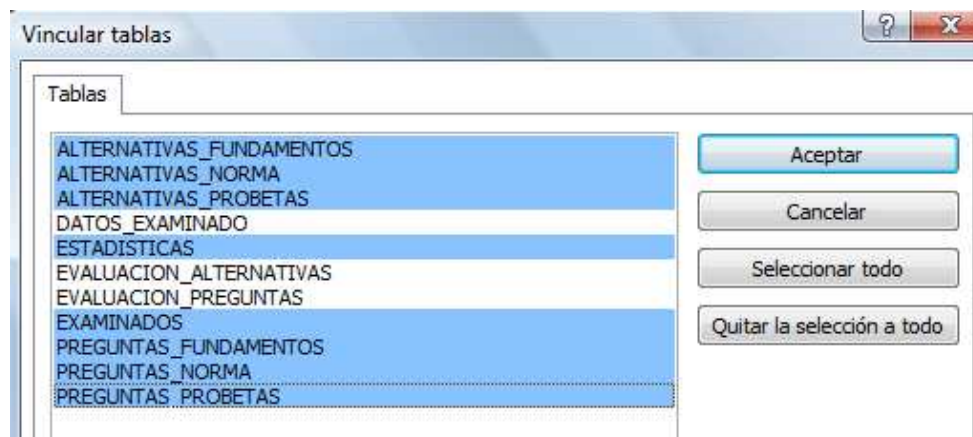 Vincular tablas
Tablas
ALTERNATIVAS_FUNDAMENTOS
ALTERNATIVAS_NORMA
ALTERNATIVAS_PROBETAS
DATOS_EXAMINADO
ESTADISTICAS
EVALUACION_ALTERNATIVAS
EVALUACION_PREGUNTAS
EXAMINADOS
PREGUNTAS_FUNDAMENTOS
PREGUNTAS_NORMA
PREGUNTAS_PROBETAS
Aceptar
Cancelar
Seleccionar todo
Quitar la selección a todo